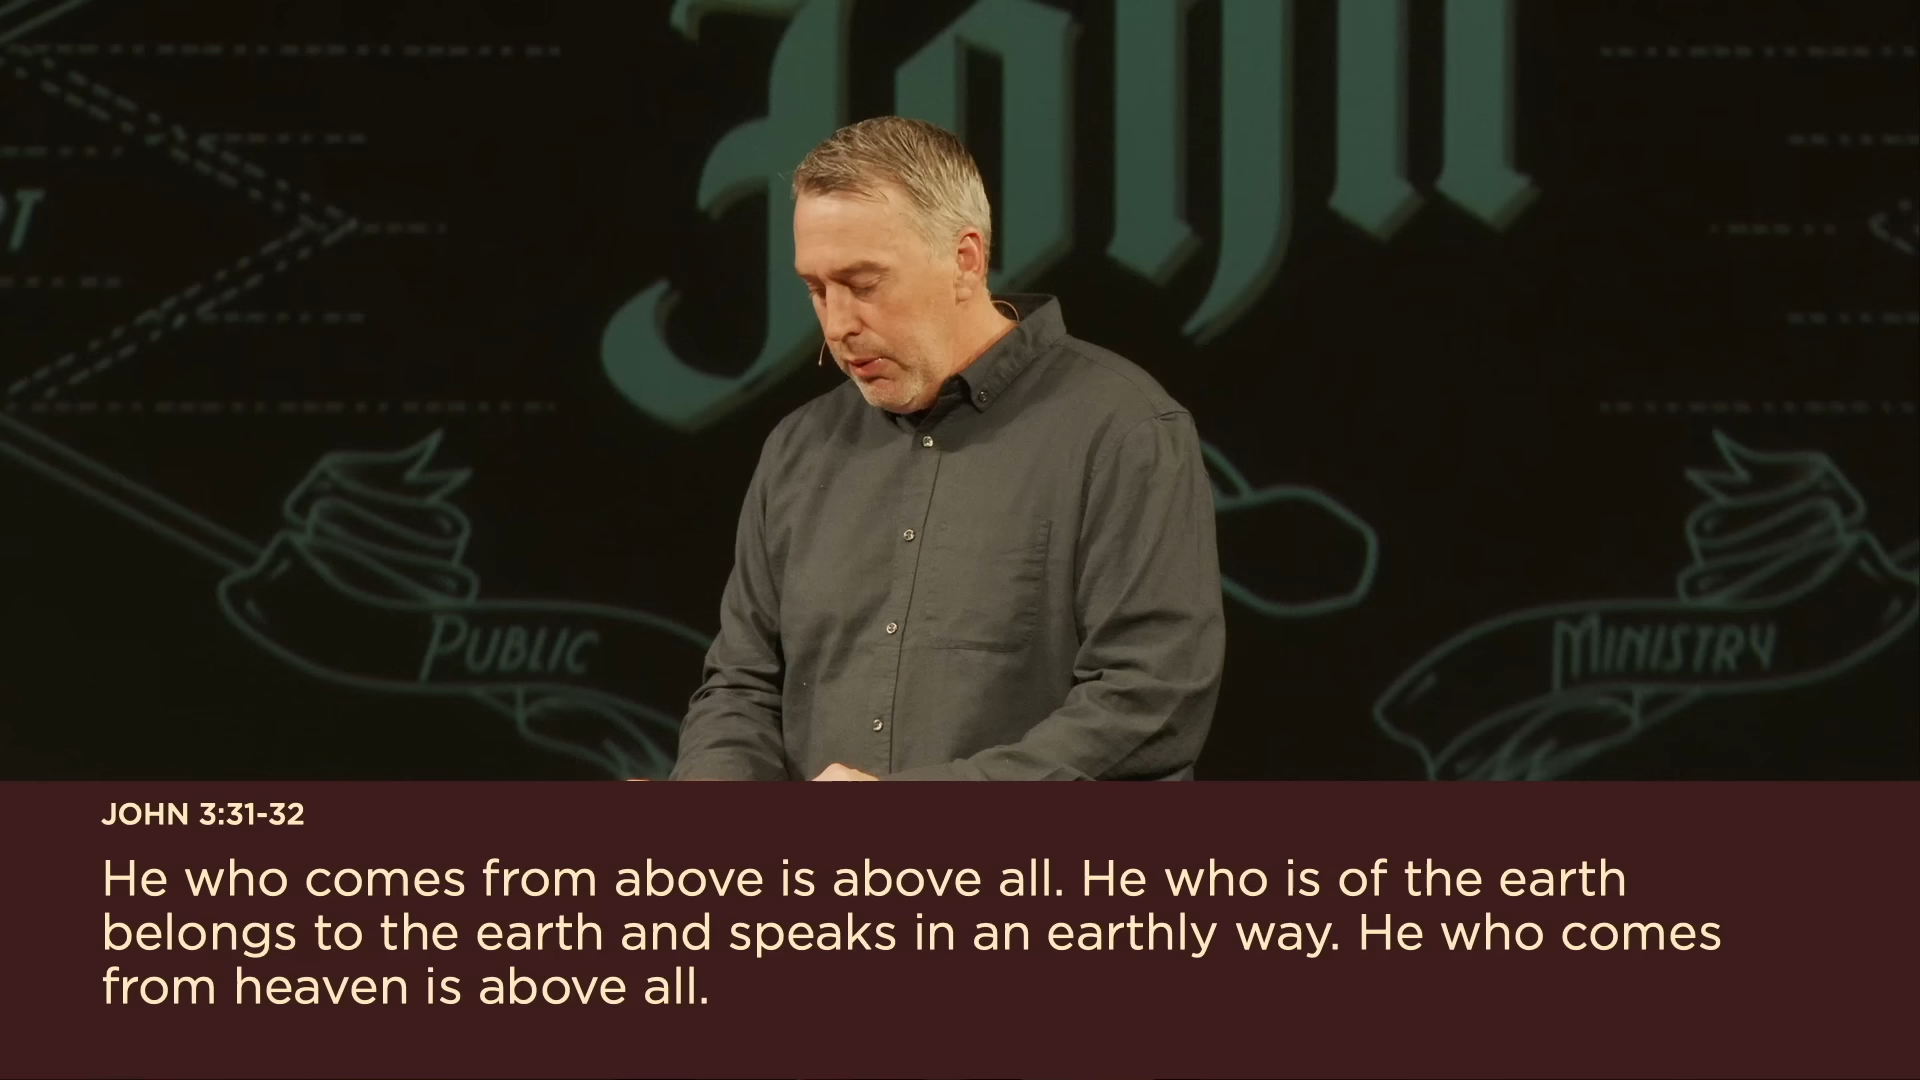 John
PUBLIC
MINISTRY
JOHN 3:31-32
He who comes from above is above all. He who is of the earth
belongs to the earth and speaks in an earthly way. He who comes
from heaven is above all.